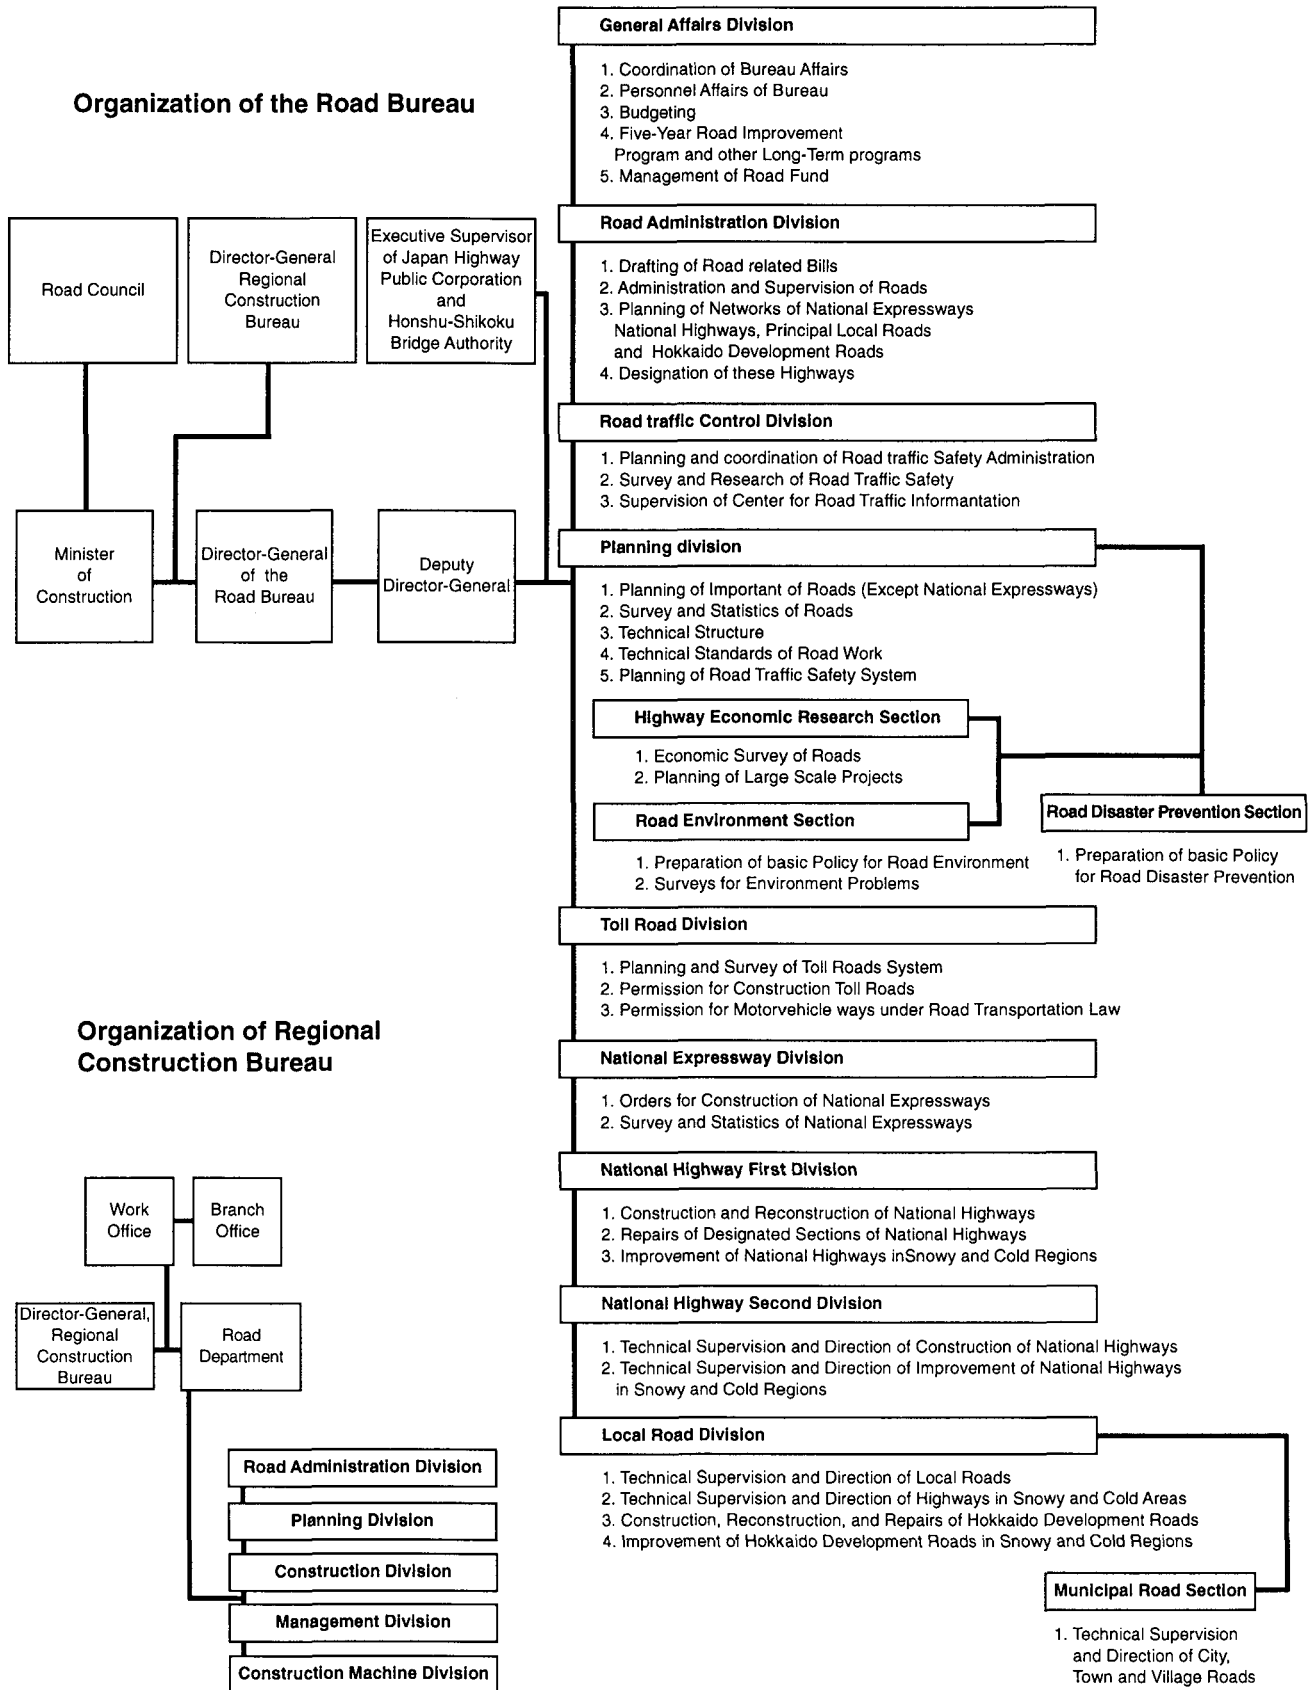 Organization of the Road Bureau
Road Council
Director-General
Regional
Construction
Bureau
Executive Supervisor
of Japan Highway
Public Corporation
and
Honshu-Shikoku
Bridge Authority
Minister
of
Construction
Director-General
of the
Road Bureau
Deputy
Director-General
General Affairs Division
1. Coordination of Bureau Affairs
2. Personnel Affairs of Bureau
3. Budgeting
4. Five-Year Road Improvement
Program and other Long-Term programs
5. Management of Road Fund
Road Administration Division
1. Drafting of Road related Bills
2. Administration and Supervision of Roads
3. Planning of Networks of National Expressways
National Highways, Principal Local Roads
and Hokkaido Development Roads
4. Designation of these Highways
Road traffic Control Division
1. Planning and coordination of Road traffic Safety Administration
2. Survey and Research of Road Traffic Safety
3. Supervision of Center for Road Traffic Informantation
Planning division
1. Planning of Important of Roads (Except National Expressways)
2. Survey and Statistics of Roads
3. Technical Structure
4. Technical Standards of Road Work
5. Planning of Road Traffic Safety System
Highway Economic Research Section
1. Economic Survey of Roads
2. Planning of Large Scale Projects
Road Environment Section
1. Preparation of basic Policy for Road Environment
2. Surveys for Environment Problems
Road Disaster Prevention Section
1. Preparation of basic Policy
for Road Disaster Prevention
Toll Road Division
1. Planning and Survey of Toll Roads System
2. Permission for Construction Toll Roads
3. Permission for Motorvehicle ways under Road Transportation Law
National Expressway Division
1. Orders for Construction of National Expressways
2. Survey and Statistics of National Expressways
National Highway First Division
1. Construction and Reconstruction of National Highways
2. Repairs of Designated Sections of National Highways
3. Improvement of National Highways inSnowy and Cold Regions
National Highway Second Division
1. Technical Supervision and Direction of Construction of National Highways
2. Technical Supervision and Direction of Improvement of National Highways
in Snowy and Cold Regions
Local Road Division
1. Technical Supervision and Direction of Local Roads
2. Technical Supervision and Direction of Highways in Snowy and Cold Areas
3. Construction, Reconstruction, and Repairs of Hokkaido Development Roads
4. Improvement of Hokkaido Development Roads in Snowy and Cold Regions
Municipal Road Section
1. Technical Supervision
and Direction of City,
Town and Village Roads
Organization of Regional
Construction Bureau
Work
Office
Branch
Office
Director-General,
Regional
Construction
Bureau
Road
Department
Road Administration Division
Planning Division
Construction Division
Management Division
Construction Machine Division